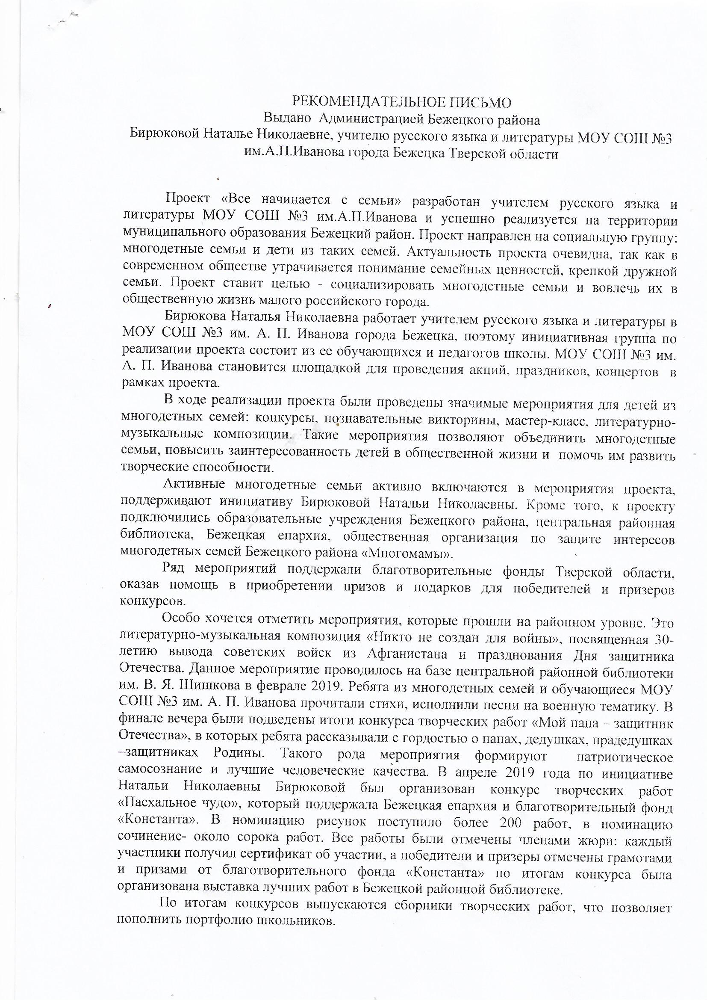 РЕКОМЕНДАТЕЛЬНОЕ ПИСЬМО
Выдано Администрацией Бежецкого района
Бирюковой Наталье Николаевне, учителю русского языка и литературы МОУ СОШ №3
им.А.П.Иванова города Бежецка Тверской области
Проект «Все начинается с семьи» разработан учителем русского языка и
литературы МОУ СОШ №3 им.А.П.Иванова и успешно реализуется на территории
муниципального образования Бежецкий район. Проект направлен на социальную группу:
многодетные семьи и дети из таких семей. Актуальность проекта очевидна, так как в
современном обществе утрачивается понимание семейных ценностей, крепкой дружной
семьи. Проект ставит целью - социализировать многодетные семьи и вовлечь их в
общественную жизнь малого российского города.
Бирюкова Наталья Николаевна работает учителем русского языка и литературы в
МОУ СОШ №3 им. А. П. Иванова города Бежецка, поэтому инициативная группа по
реализации проекта состоит из ее обучающихся и педагогов школы. МОУ СОШ №3 им.
А. П. Иванова становится площадкой для проведения акций, праздников, концертов в
рамках проекта.
В ходе реализации проекта были проведены значимые мероприятия для детей из
многодетных семей: конкурсы, познавательные викторины, мастер-класс, литературно-
музыкальные композиции. Такие мероприятия позволяют объединить многодетные
семьи, повысить заинтересованность детей в общественной жизни и помочь им развить
творческие способности.
Активные многодетные семьи активно включаются в мероприятия проекта,
поддерживают инициативу Бирюковой Натальи Николаевны. Кроме того, к проекту
подключились образовательные учреждения Бежецкого района, центральная районная
библиотека, Бежецкая епархия, общественная организация по защите интересов
многодетных семей Бежецкого района «Многомамы».
Ряд мероприятий поддержали благотворительные фонды Тверской области,
оказав помощь в приобретении призов и подарков для победителей и призеров
конкурсов.
Особо хочется отметить мероприятия, которые прошли на районном уровне. Это
литературно-музыкальная композиция «Никто не создан для войны», посвященная 30-
летию вывода советских войск из Афганистана и празднования Дня защитника
Отечества. Данное мероприятие проводилось на базе центральной районной библиотеки
им. В. Я. Шишкова в феврале 2019. Ребята из многодетных семей и обучающиеся МОУ
СОШ №3 им. А. П. Иванова прочитали стихи, исполнили песни на военную тематику. В
финале вечера были подведены итоги конкурса творческих работ «Мой папа – защитник
Отечества», в которых ребята рассказывали с гордостью о папах, дедушках, прадедушках
–защитниках Родины. Такого рода мероприятия формируют патриотическое
самосознание и лучшие человеческие качества. В апреле 2019 года по инициативе
Натальи Николаевны Бирюковой был организован конкурс творческих работ
«Пасхальное чудо», который поддержала Бежецкая епархия и благотворительный фонд
«Константа». В номинацию рисунок поступило более 200 работ, в номинацию
сочинение- около сорока работ. Все работы были отмечены членами жюри: каждый
участники получил сертификат об участии, а победители и призеры отмечены грамотами
и призами от благотворительного фонда «Константа» по итогам конкурса была
организована выставка лучших работ в Бежецкой районной библиотеке.
По итогам конкурсов выпускаются сборники творческих работ, что позволяет
пополнить портфолио школьников.